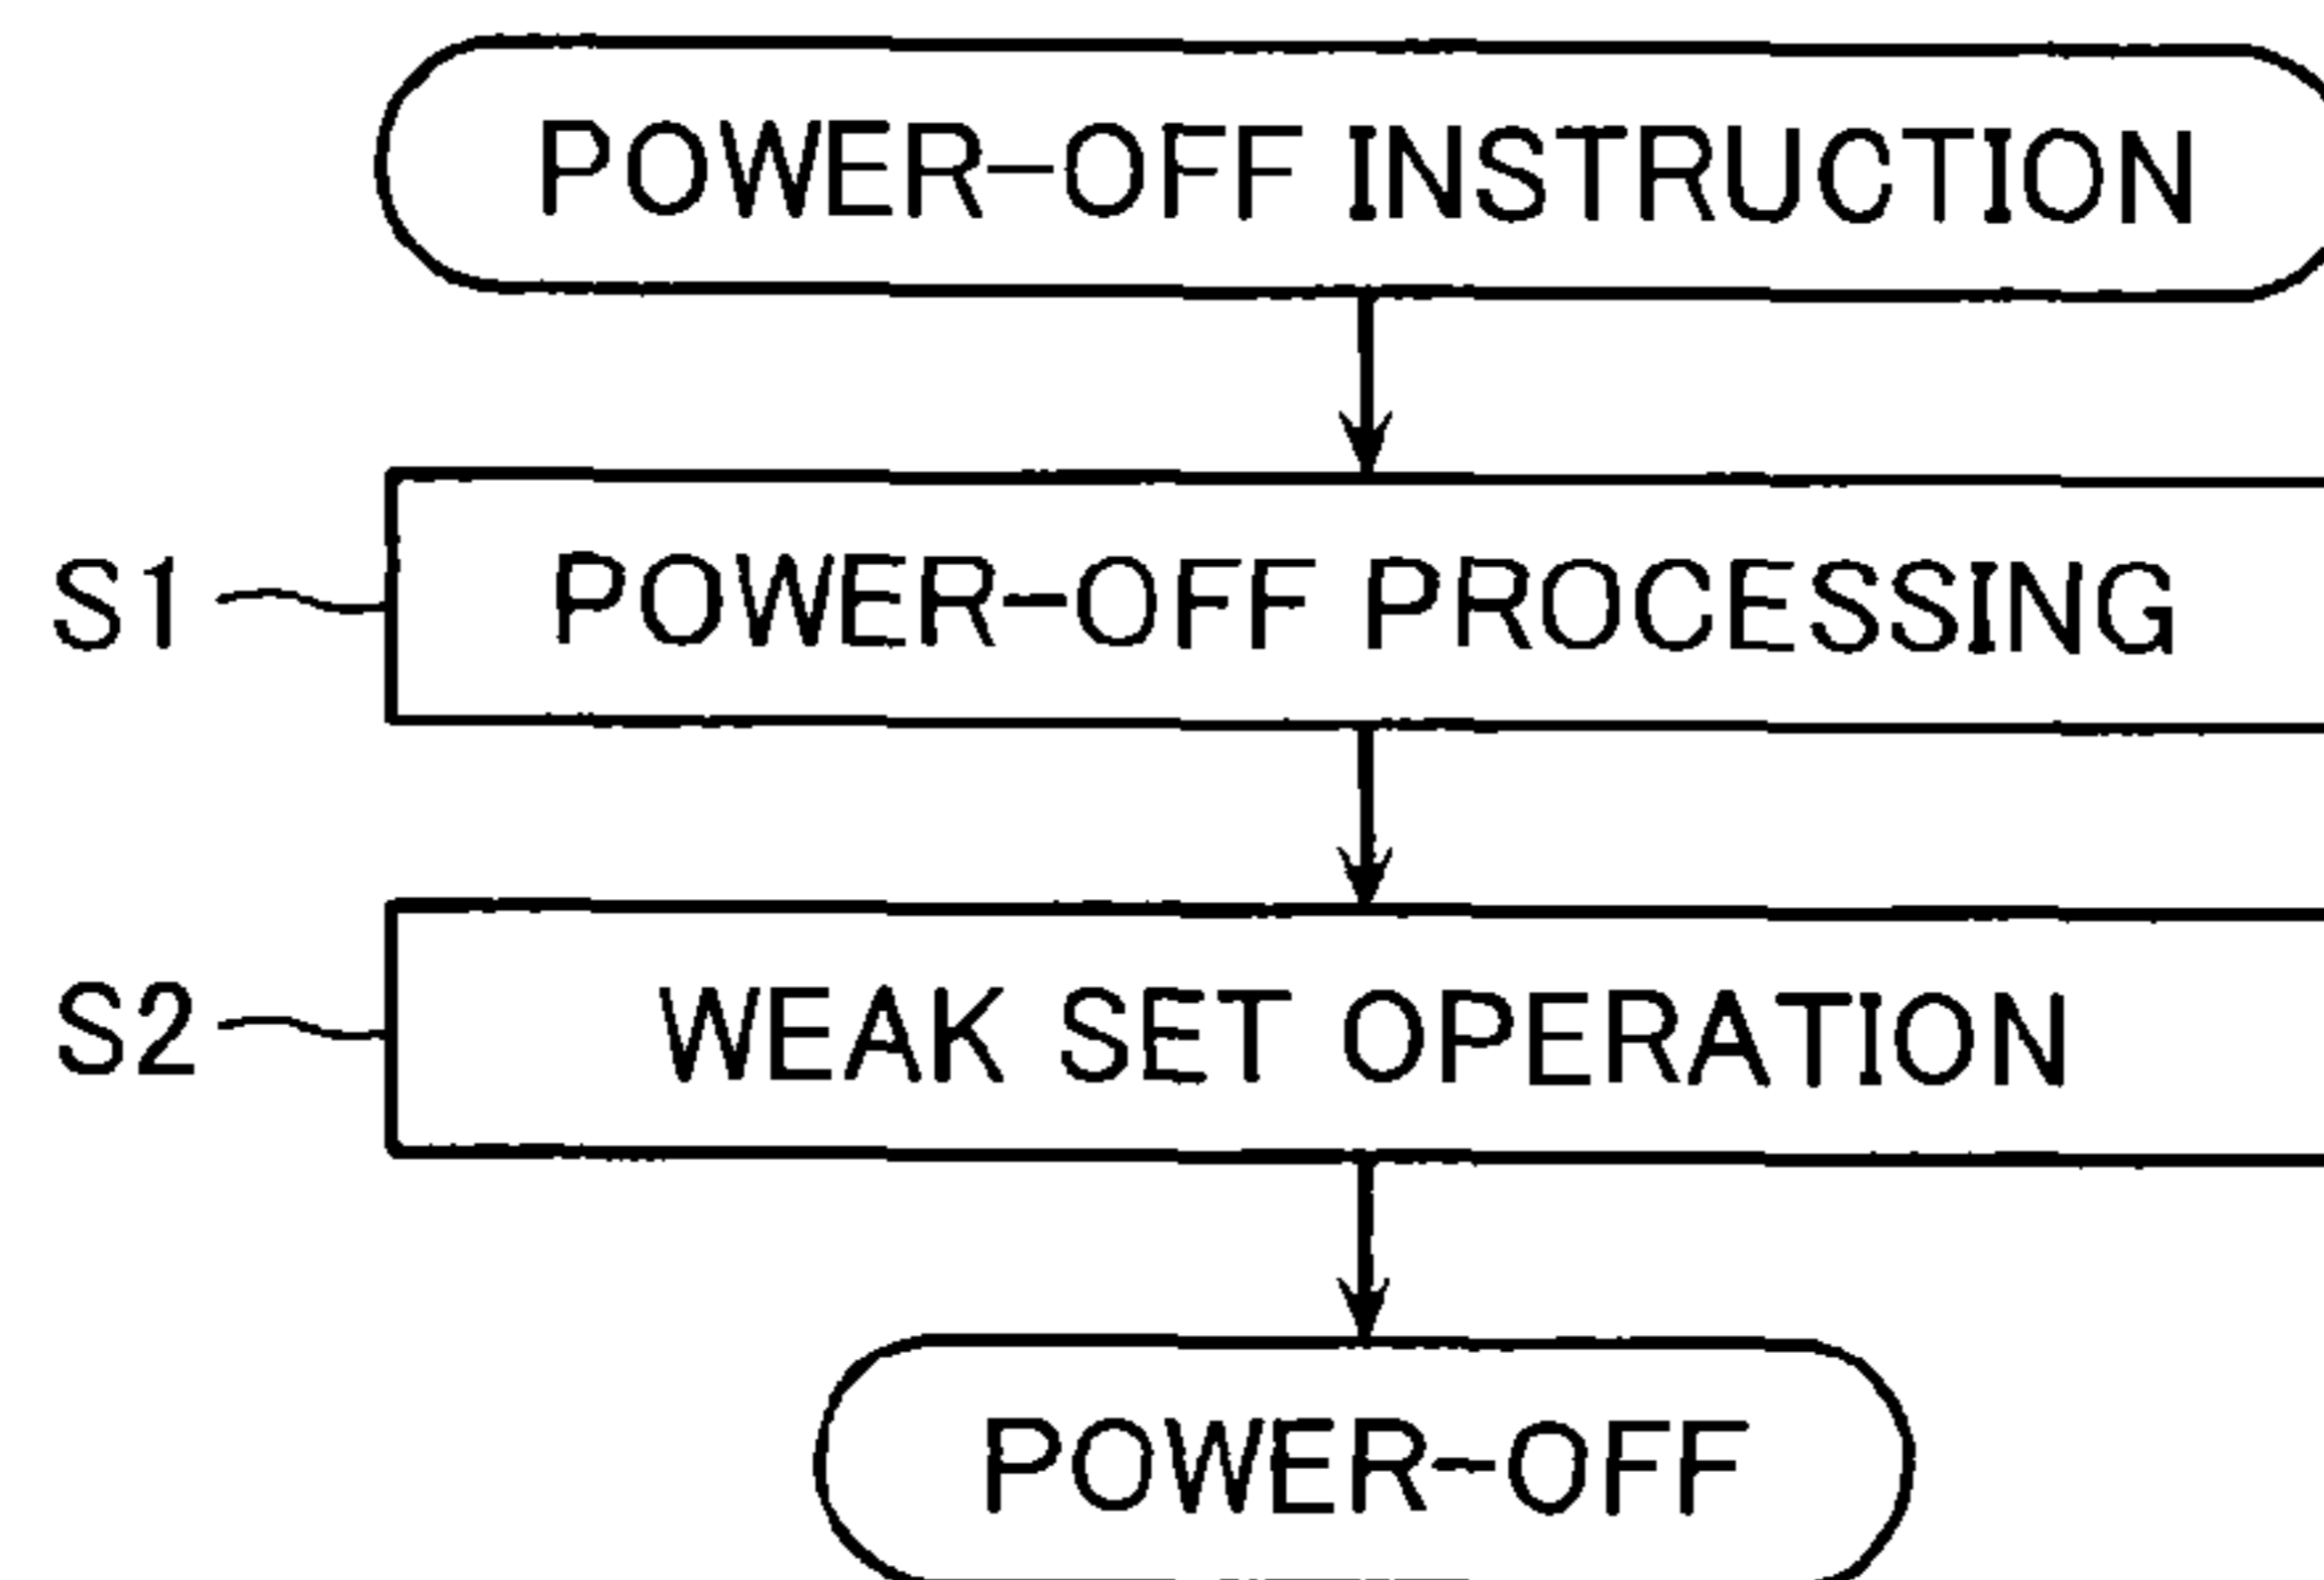 POWER-OFF INSTRUCTION
S1 POWER-OFF PROCESSING
S2 WEAK SET OPERATION
POWER-OFF